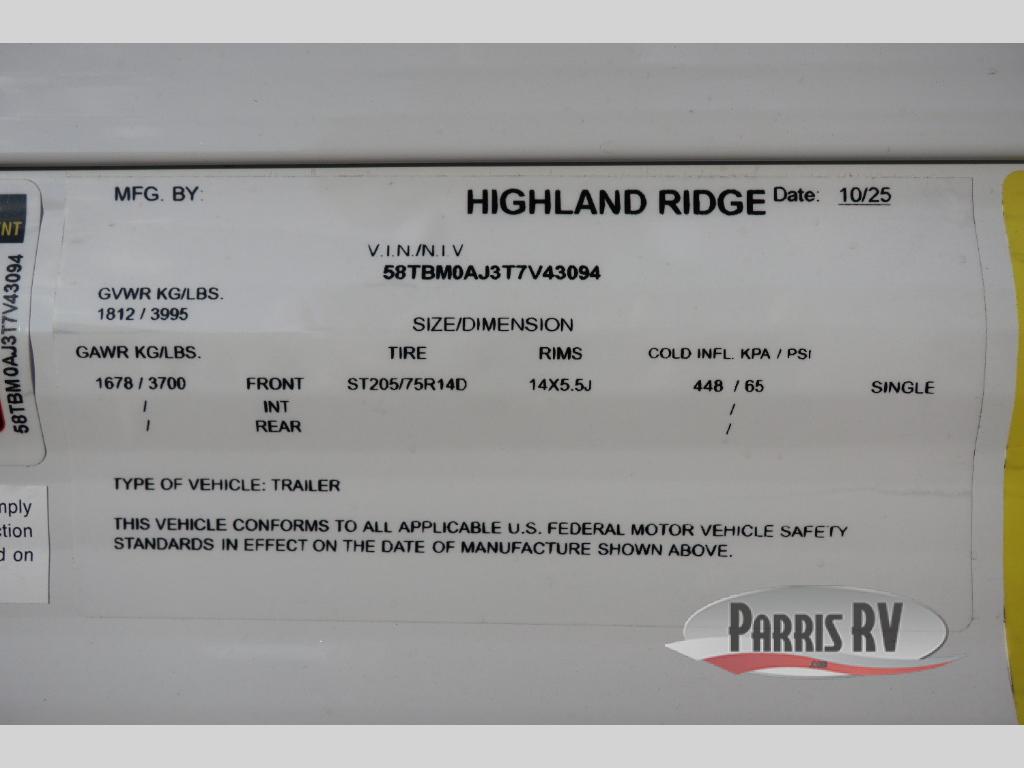 MFG. BY: HIGHLAND RIDGE Date: 10/25
V.I.N./N.I.V
58TBM0AJ3T7V43094
GVWR KG/LBS.
1812 / 3995
SIZE/DIMENSION
GAWR KG/LBS. TIRE RIMS COLD INFL. KPA / PSI
1678 / 3700 FRONT ST205/75R14D 14X5.5J 448 / 65 SINGLE
/ INT /
/ REAR /
TYPE OF VEHICLE: TRAILER
THIS VEHICLE CONFORMS TO ALL APPLICABLE U.S. FEDERAL MOTOR VEHICLE SAFETY
STANDARDS IN EFFECT ON THE DATE OF MANUFACTURE SHOWN ABOVE.
58TBM0AJ3T7V43094
d on
PARRIS RV
.com